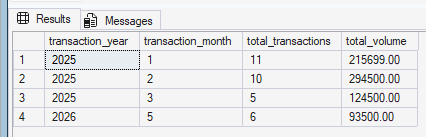 Results Messages
transaction_year transaction_month total_transactions total_volume
1 2025 1 11 215699.00
2 2025 2 10 294500.00
3 2025 3 5 124500.00
4 2026 5 6 93500.00